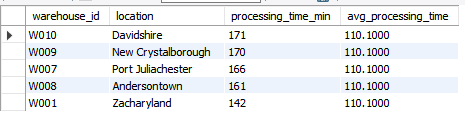 warehouse_id location processing_time_min avg_processing_time
W010 Davidshire 171 110.1000
W009 New Crystalborough 170 110.1000
W007 Port Juliachester 166 110.1000
W008 Andersontown 161 110.1000
W001 Zacharyland 142 110.1000